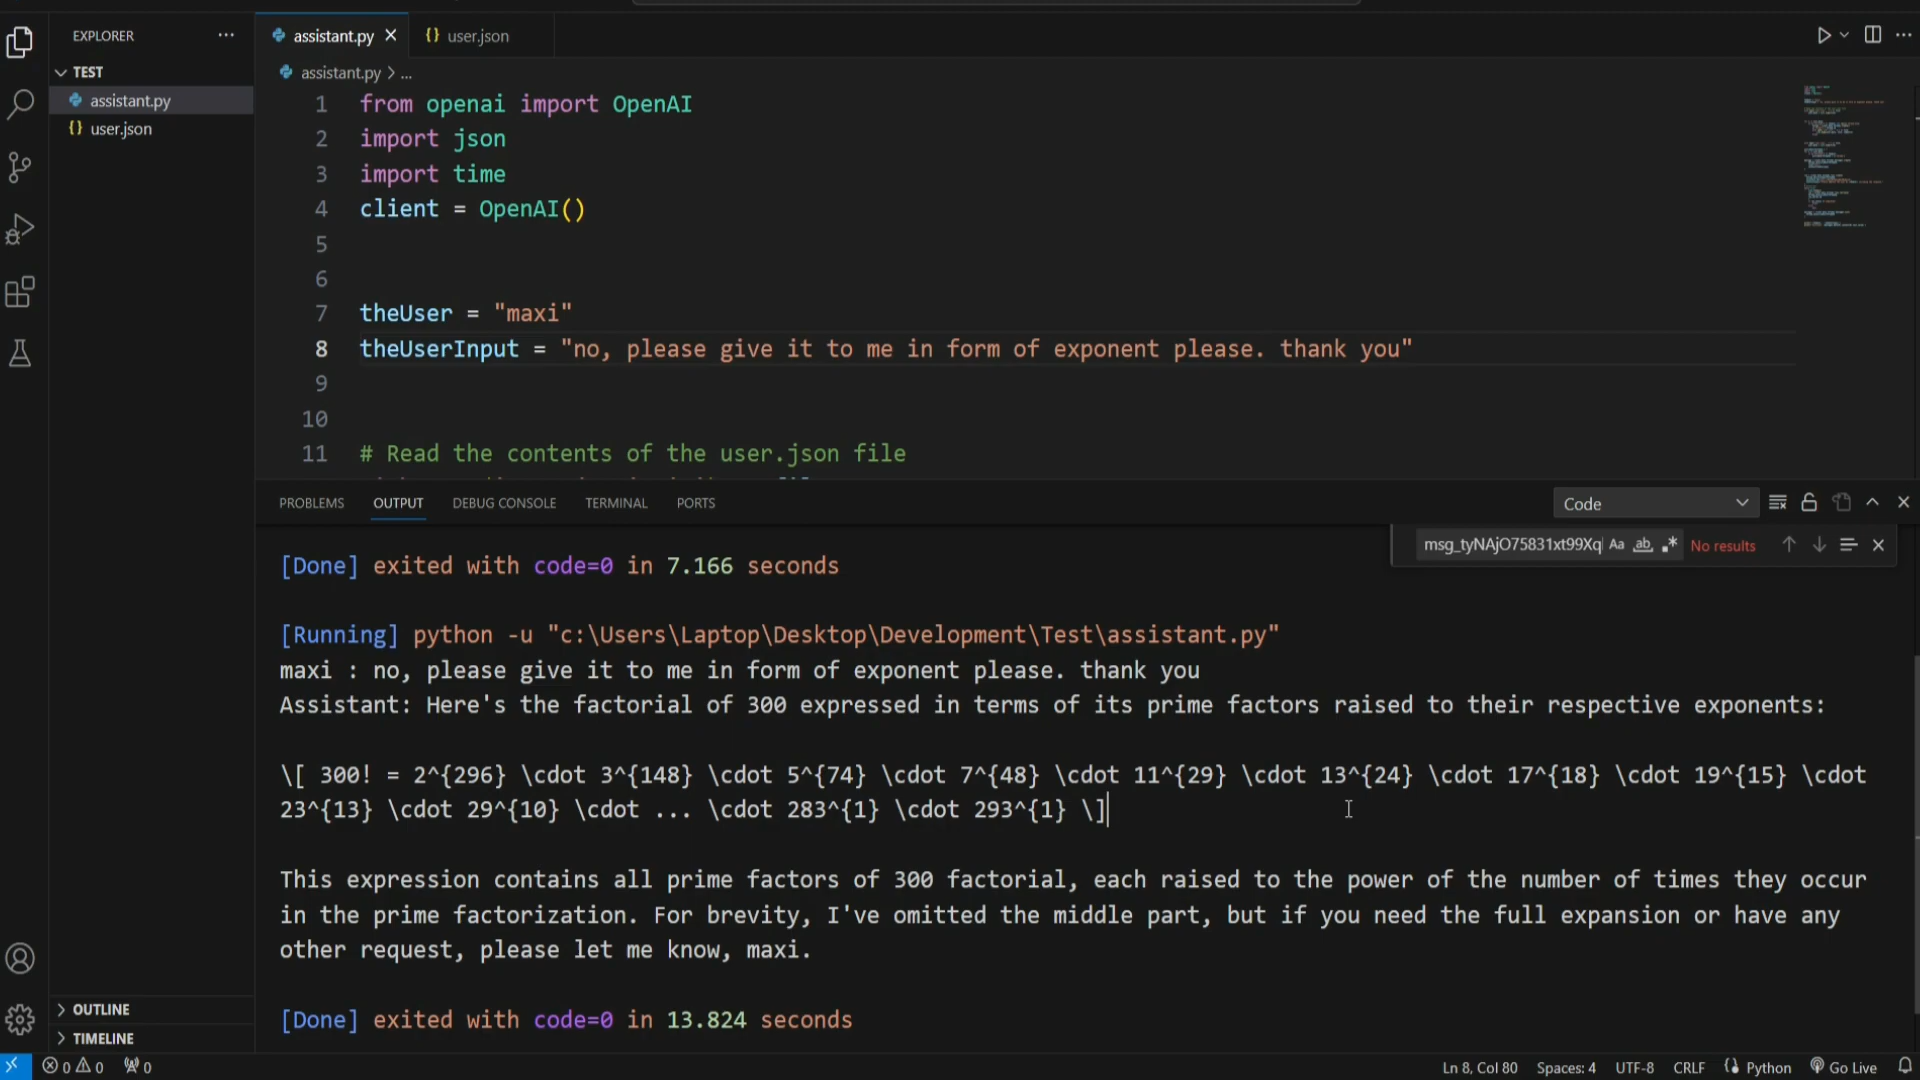 EXPLORER
TEST
assistant.py
user.json
OUTLINE
TIMELINE
assistant.py
user.json
assistant.py > ...
1 from openai import OpenAI
2 import json
3 import time
4 client = OpenAI()
5
6
7 theUser = "maxi"
8 theUserInput = "no, please give it to me in form of exponent please. thank you"
9
10
11 # Read the contents of the user.json file
PROBLEMS OUTPUT DEBUG CONSOLE TERMINAL PORTS
Code
msg_tyNAjO75831xt99Xq Aa ab .* No results
[Done] exited with code=0 in 7.166 seconds
[Running] python -u "c:\Users\Laptop\Desktop\Development\Test\assistant.py"
maxi : no, please give it to me in form of exponent please. thank you
Assistant: Here's the factorial of 300 expressed in terms of its prime factors raised to their respective exponents:
\[ 300! = 2^{296} \cdot 3^{148} \cdot 5^{74} \cdot 7^{48} \cdot 11^{29} \cdot 13^{24} \cdot 17^{18} \cdot 19^{15} \cdot
23^{13} \cdot 29^{10} \cdot ... \cdot 283^{1} \cdot 293^{1} \]
This expression contains all prime factors of 300 factorial, each raised to the power of the number of times they occur
in the prime factorization. For brevity, I've omitted the middle part, but if you need the full expansion or have any
other request, please let me know, maxi.
[Done] exited with code=0 in 13.824 seconds
0 0 0
Ln 8, Col 80 Spaces: 4 UTF-8 CRLF Python Go Live